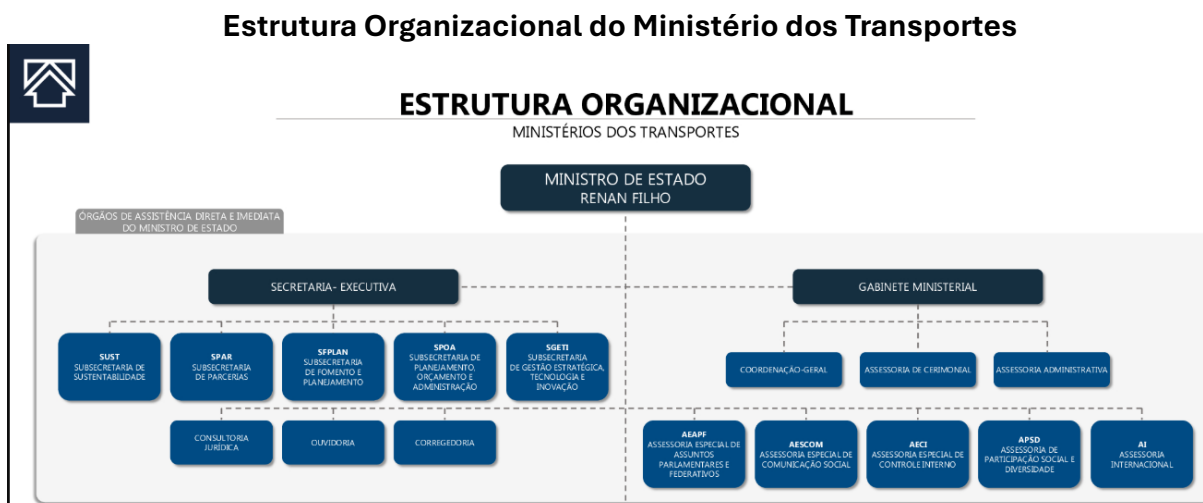 Estrutura Organizacional do Ministério dos Transportes
ESTRUTURA ORGANIZACIONAL
MINISTÉRIOS DOS TRANSPORTES
MINISTRO DE ESTADO
RENAN FILHO
ÓRGÃOS DE ASSISTÊNCIA DIRETA E IMEDIATA
DO MINISTRO DE ESTADO
SECRETARIA- EXECUTIVA
GABINETE MINISTERIAL
SUST
SUBSECRETARIA DE
SUSTENTABILIDADE
SPAR
SUBSECRETARIA
DE PARCERIAS
SFPLAN
SUBSECRETARIA
DE FOMENTO E
PLANEJAMENTO
SPOA
SUBSECRETARIA DE
PLANEJAMENTO,
ORÇAMENTO E
ADMINISTRAÇÃO
SGETI
SUBSECRETARIA
DE GESTÃO ESTRATÉGICA,
TECNOLOGIA E
INOVAÇÃO
COORDENAÇÃO-GERAL
ASSESSORIA DE CERIMONIAL
ASSESSORIA ADMINISTRATIVA
CONSULTORIA
JURÍDICA
OUVIDORIA
CORREGEDORIA
AEAPF
ASSESSORIA ESPECIAL DE
ASSUNTOS
PARLAMENTARES E
FEDERATIVOS
AESCOM
ASSESSORIA ESPECIAL DE
COMUNICAÇÃO SOCIAL
AECI
ASSESSORIA ESPECIAL DE
CONTROLE INTERNO
APSD
ASSESSORIA DE
PARTICIPAÇÃO SOCIAL E
DIVERSIDADE
AI
ASSESSORIA
INTERNACIONAL